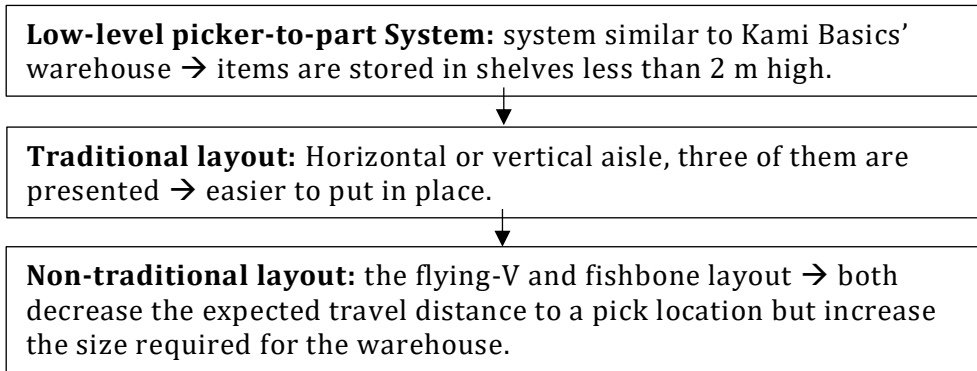 Low-level picker-to-part System: system similar to Kami Basics’
warehouse → items are stored in shelves less than 2 m high.
Traditional layout: Horizontal or vertical aisle, three of them are
presented → easier to put in place.
Non-traditional layout: the flying-V and fishbone layout → both
decrease the expected travel distance to a pick location but increase
the size required for the warehouse.